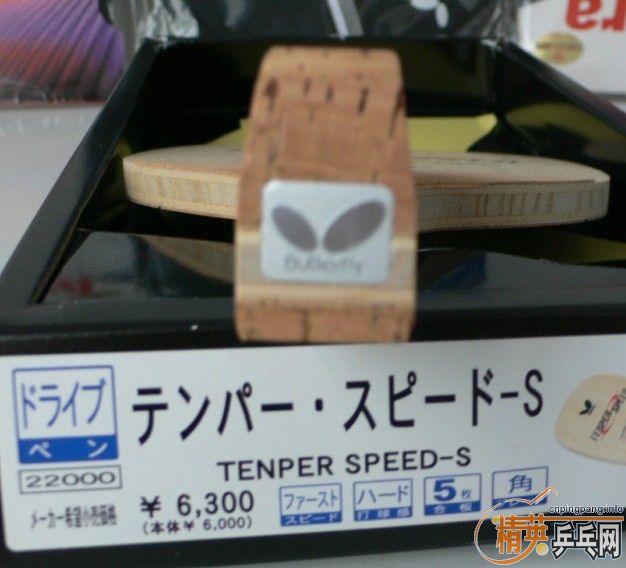 ra
Butterfly
ドライブ
ペン
22000
テンパー・スピード-S
TENPER SPEED-S
メーカー希望小売価格
¥ 6,300
(本体¥ 6,000)
ファースト
スピード
ハード
打球感
5枚
合板
角
cnpingpang.info
精英乒乓网